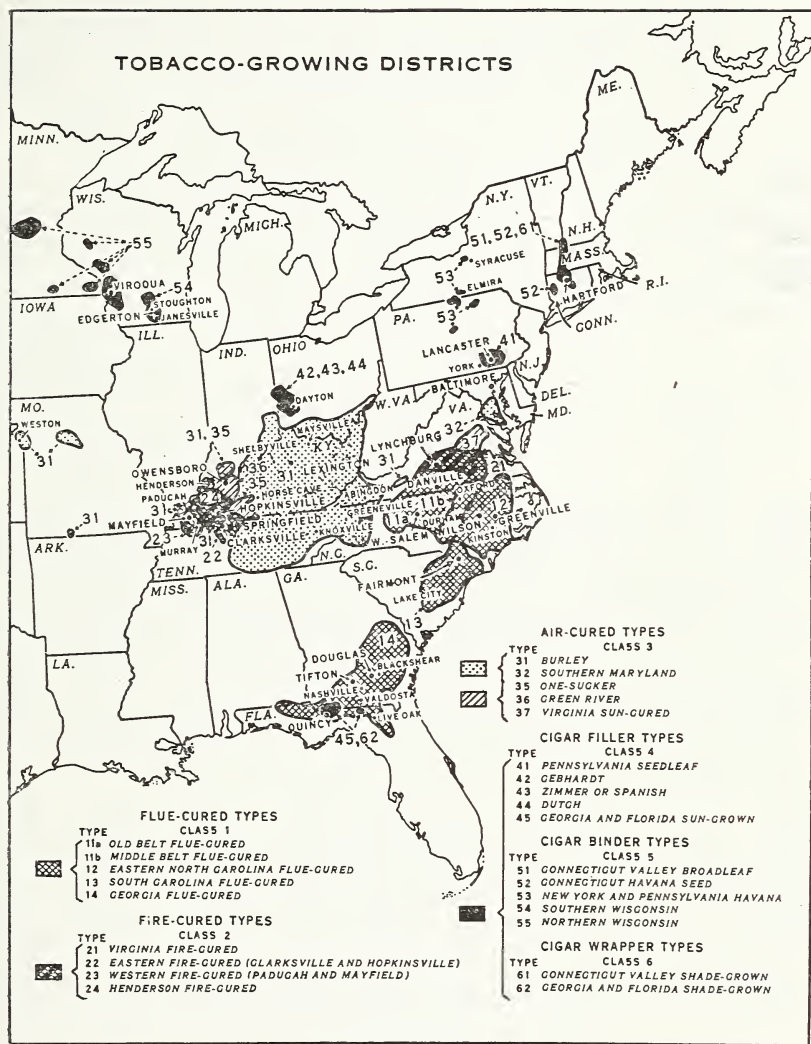 TOBACCO-GROWING DISTRICTS
MINN.
ME.
WIS.
MICH.
N.Y.
VT.
N.H.
MASS.
R.I.
CONN.
51, 52, 61
SYRACUSE
53
ELMIRA
53
52
HARTFORD
55
VIROQUA
54
STOUGHTON
EDGERTON
JANESVILLE
IOWA
ILL.
IND.
OHIO
PA.
LANCASTER
41
YORK
N.J.
BALTIMORE
DEL.
MD.
42, 43, 44
DAYTON
W.VA.
VA.
32
MO.
WESTON
31
MAYSVILLE
KY.
LYNCHBURG
37
31, 35
SHELBYVILLE
31
LEXINGTON
31
OWENSBORO
36
HENDERSON
35
PADUCAH
24
HORSE CAVE
ABINGDON
DANVILLE
21
HOPKINSVILLE
31
MAYFIELD
SPRINGFIELD
GREENEVILLE
11a
11b
OXFORD
12
DURHAM
WILSON
GREENVILLE
KINSTON
23
MURRAY
31
CLARKSVILLE
KNOXVILLE
W.-SALEM
22
31
ARK.
TENN.
N.C.
MISS.
ALA.
GA.
S.C.
FAIRMONT
LAKE CITY
13
14
DOUGLAS
BLACKSHEAR
TIFTON
NASHVILLE
VALDOSTA
LA.
FLA.
QUINCY
LIVE OAK
45, 62
AIR-CURED TYPES
TYPE CLASS 3
31 BURLEY
32 SOUTHERN MARYLAND
35 ONE-SUCKER
36 GREEN RIVER
37 VIRGINIA SUN-CURED
CIGAR FILLER TYPES
TYPE CLASS 4
41 PENNSYLVANIA SEEDLEAF
42 GEBHARDT
43 ZIMMER OR SPANISH
44 DUTCH
45 GEORGIA AND FLORIDA SUN-GROWN
CIGAR BINDER TYPES
TYPE CLASS 5
51 CONNECTICUT VALLEY BROADLEAF
52 CONNECTICUT HAVANA SEED
53 NEW YORK AND PENNSYLVANIA HAVANA
54 SOUTHERN WISCONSIN
55 NORTHERN WISCONSIN
CIGAR WRAPPER TYPES
TYPE CLASS 6
61 CONNECTICUT VALLEY SHADE-GROWN
62 GEORGIA AND FLORIDA SHADE-GROWN
FLUE-CURED TYPES
TYPE CLASS 1
11a OLD BELT FLUE-CURED
11b MIDDLE BELT FLUE-CURED
12 EASTERN NORTH CAROLINA FLUE-CURED
13 SOUTH CAROLINA FLUE-CURED
14 GEORGIA FLUE-CURED
FIRE-CURED TYPES
TYPE CLASS 2
21 VIRGINIA FIRE-CURED
22 EASTERN FIRE-CURED (CLARKSVILLE AND HOPKINSVILLE)
23 WESTERN FIRE-CURED (PADUCAH AND MAYFIELD)
24 HENDERSON FIRE-CURED